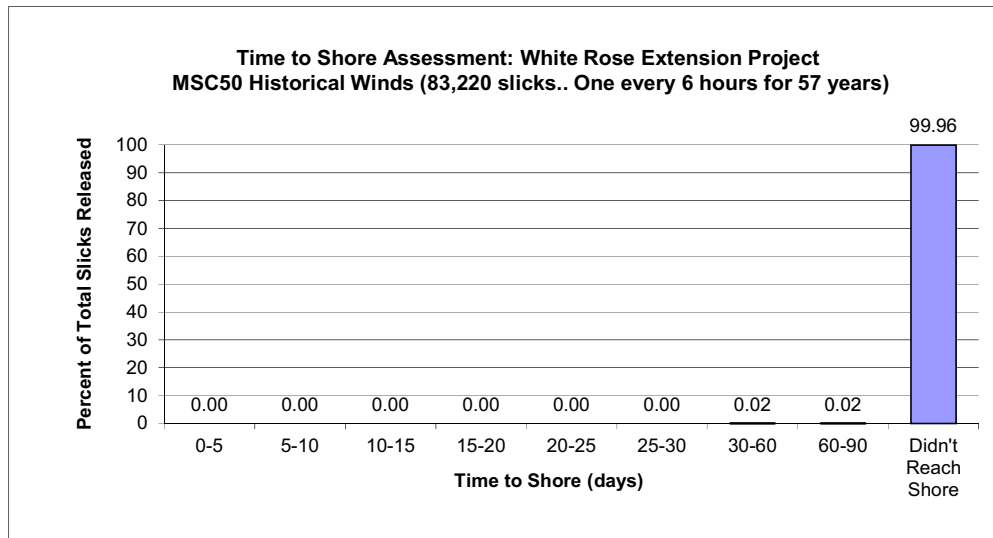 Time to Shore Assessment: White Rose Extension Project
MSC50 Historical Winds (83,220 slicks.. One every 6 hours for 57 years)
99.96
Percent of Total Slicks Released
100
90
80
70
60
50
40
30
20
10
0
0.00 0.00 0.00 0.00 0.00 0.00 0.02 0.02
0-5 5-10 10-15 15-20 20-25 25-30 30-60 60-90 Didn't
Reach
Shore
Time to Shore (days)